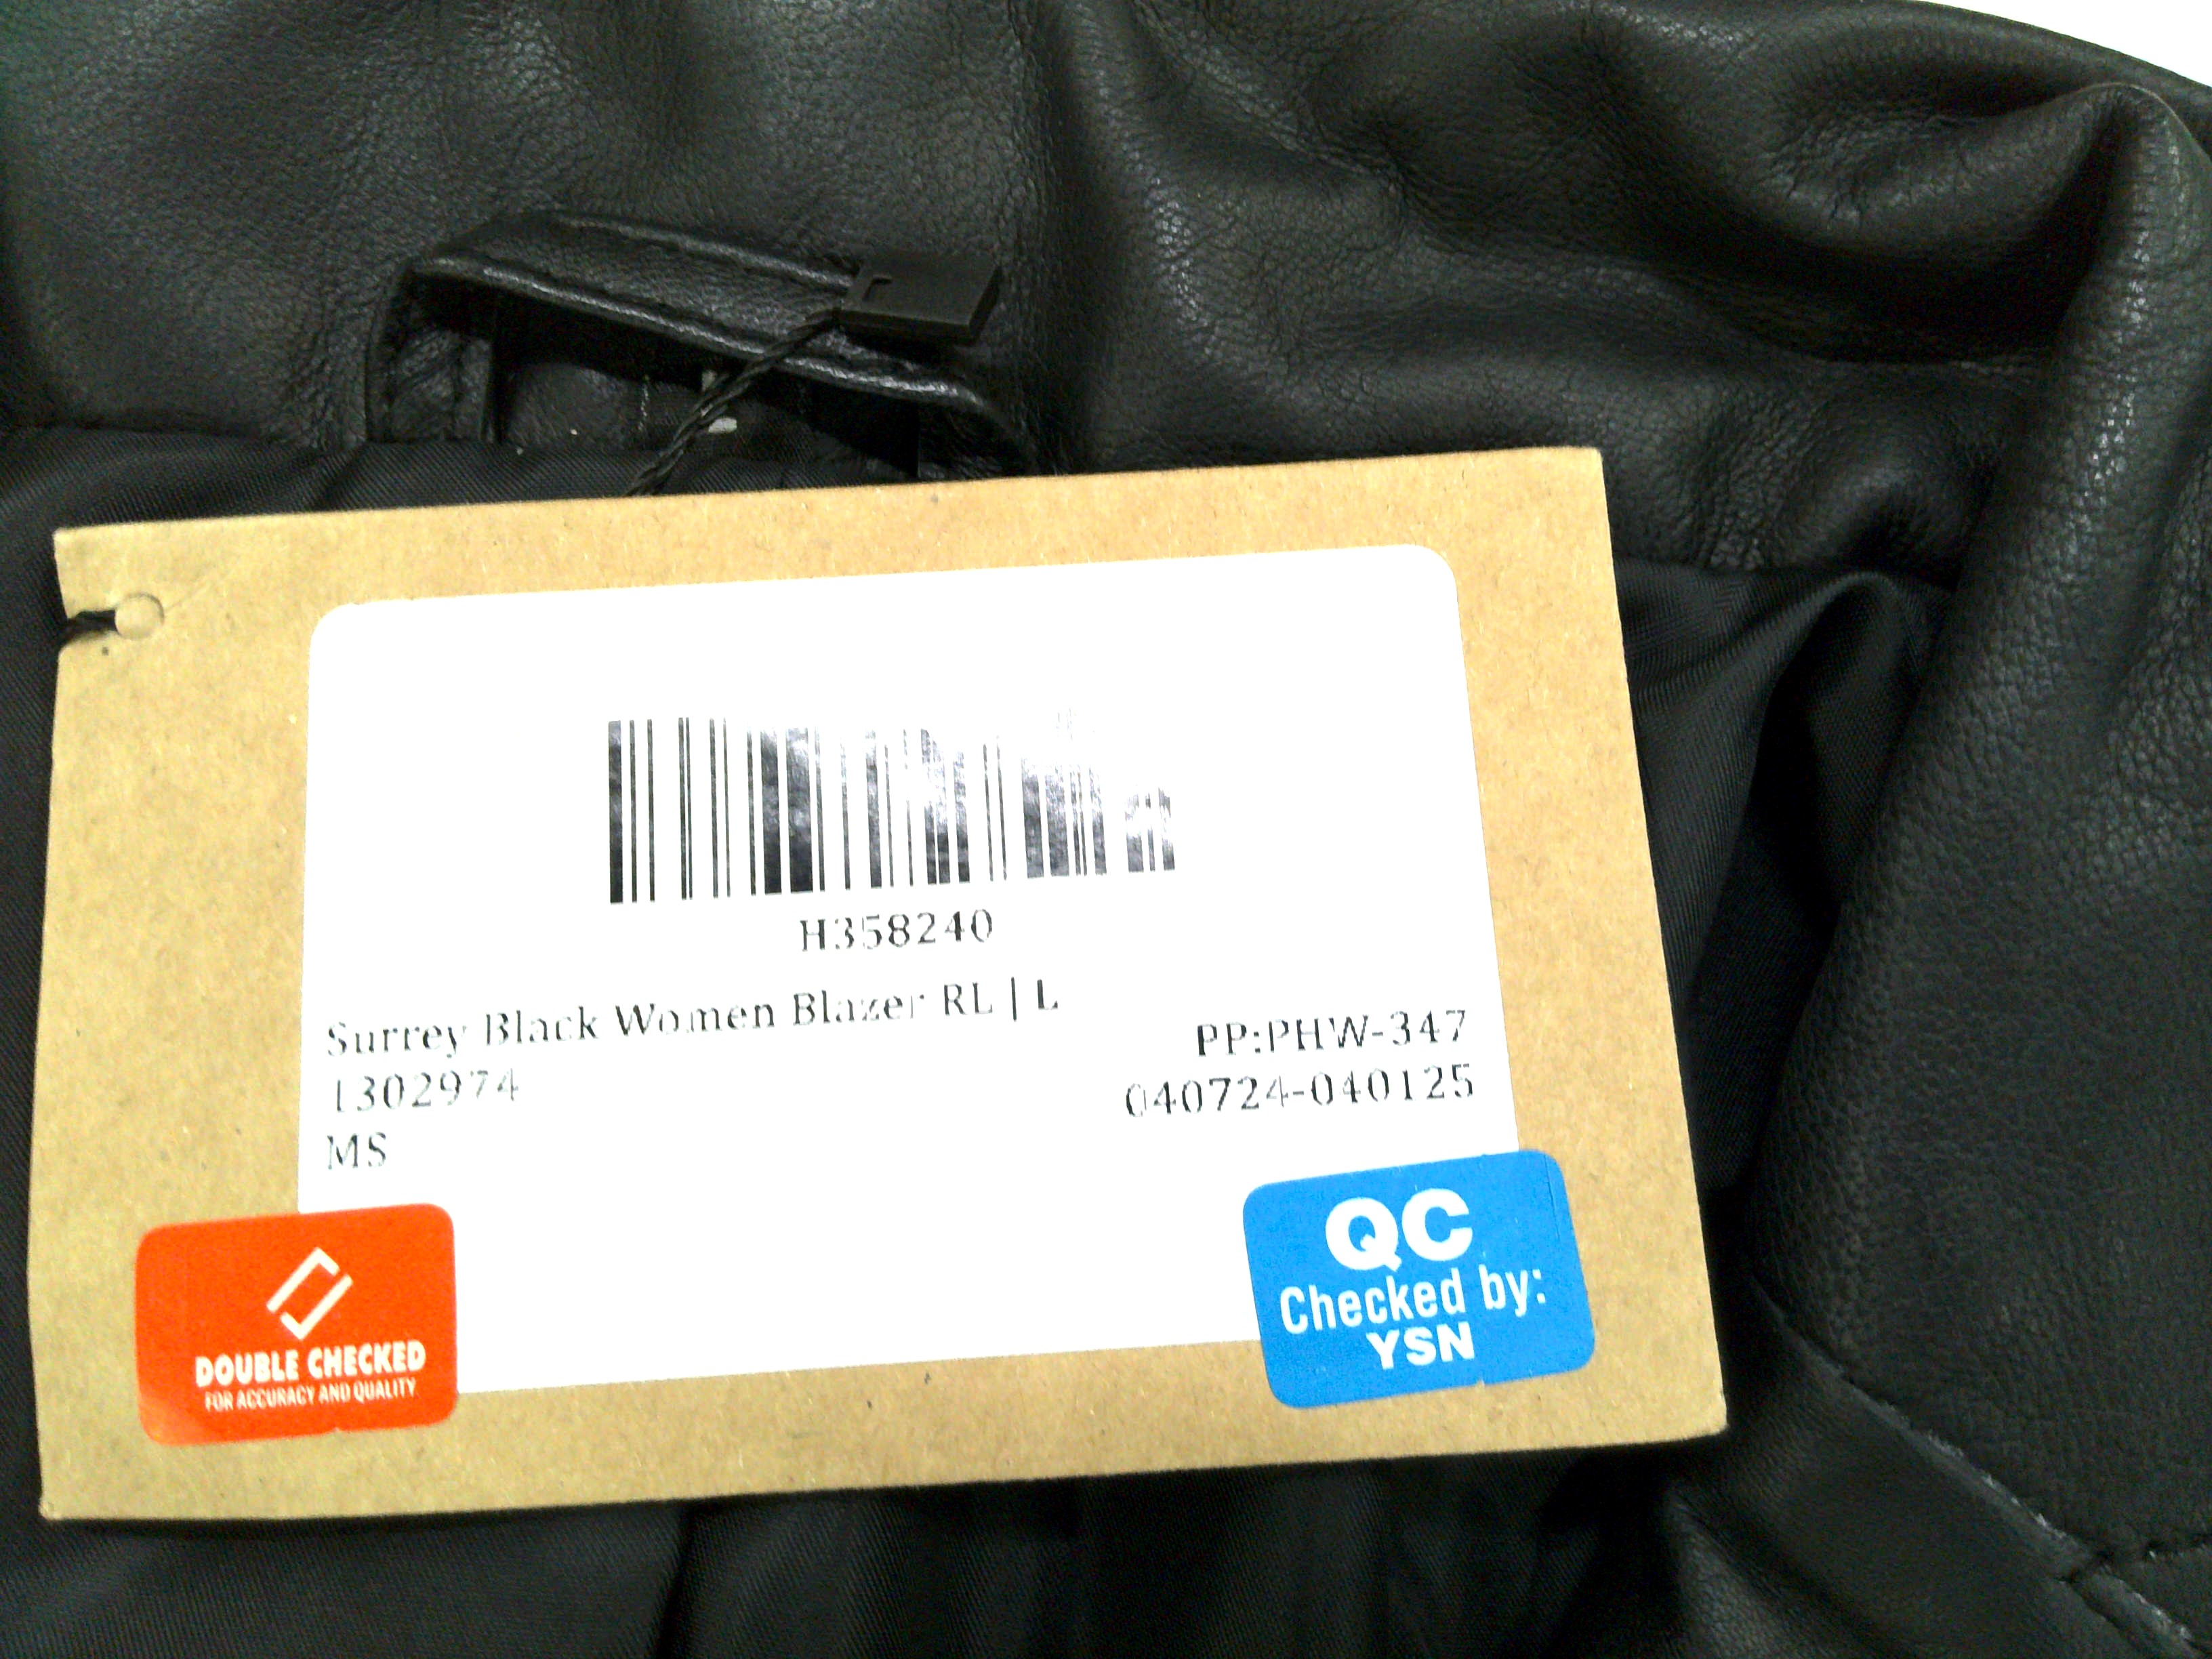 H358240
Surrey Black Women Blazer RL | L
PP:PHW-347
1302974
040724-040125
MS
DOUBLE CHECKED
FOR ACCURACY AND QUALITY
QC
Checked by:
YSN